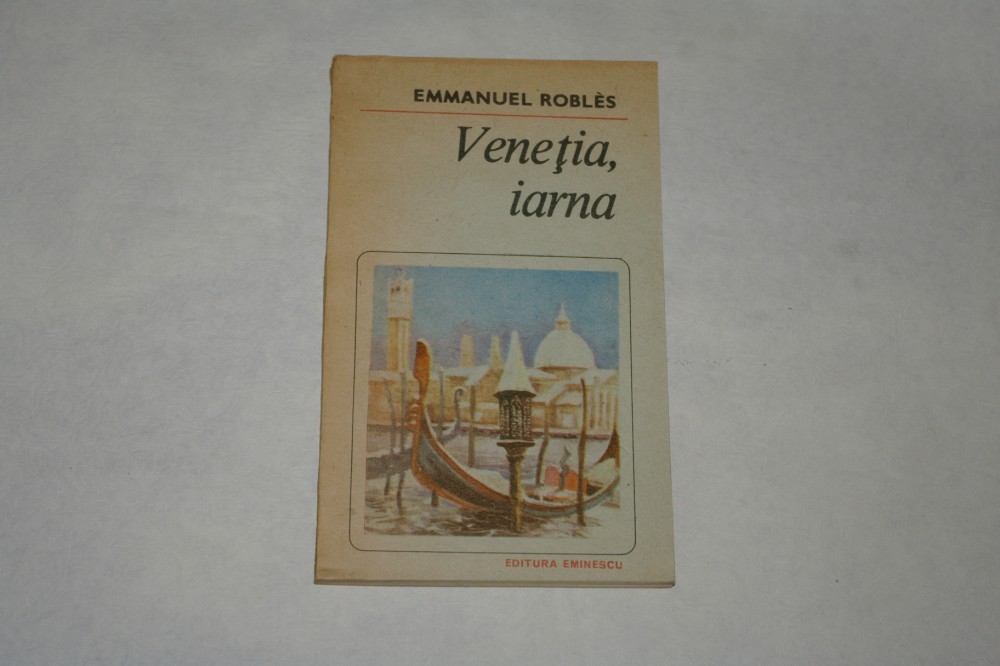 EMMANUEL ROBLÈS
Veneţia,
iarna
EDITURA EMINESCU